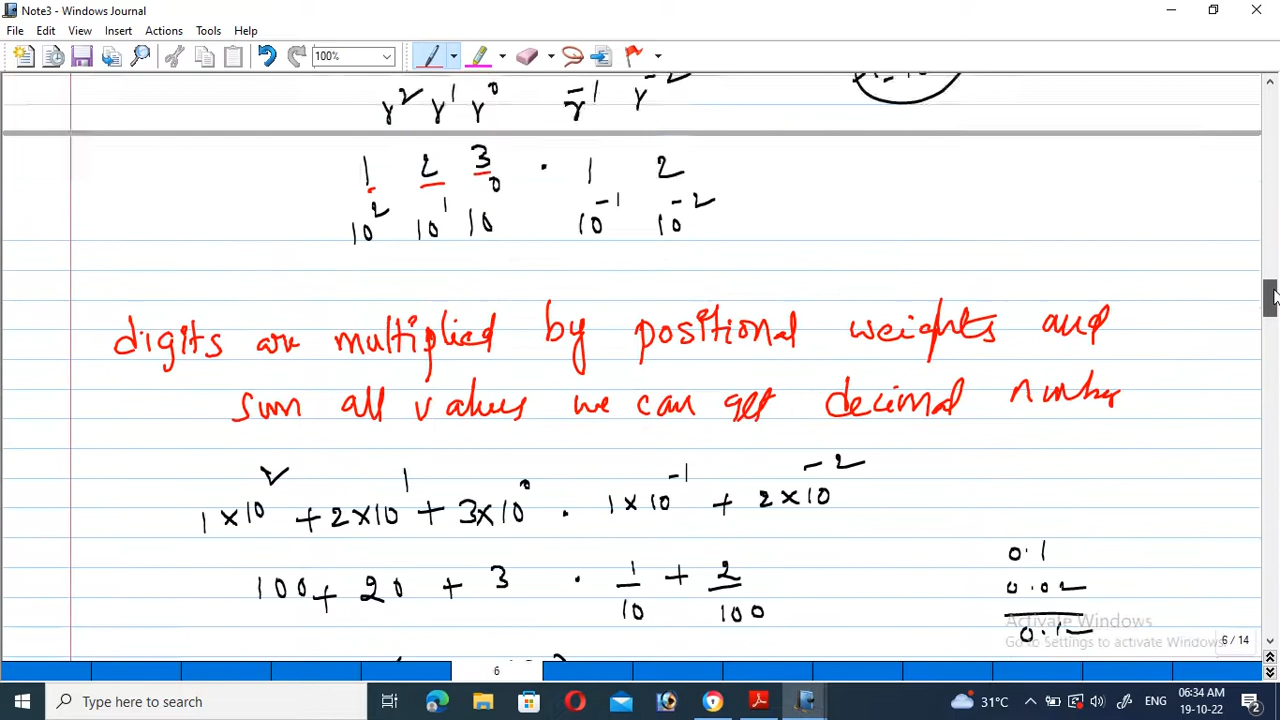 Note3 - Windows Journal
File Edit View Insert Actions Tools Help
100%
γ² γ¹ γ⁰ γ⁻¹ γ⁻²
1 2 3 . 1 2
10² 10¹ 10⁰ 10⁻¹ 10⁻²
digits are multiplied by positional weights and
sum all values we can get decimal number
1×10² + 2×10¹ + 3×10⁰ . 1×10⁻¹ + 2×10⁻²
100 + 20 + 3 . 1/10 + 2/100
0.1
0.02
0.12
Activate Windows
Go to Settings to activate Windows.
6 / 14
6
Type here to search
31°C
ENG
06:34 AM
19-10-22
2